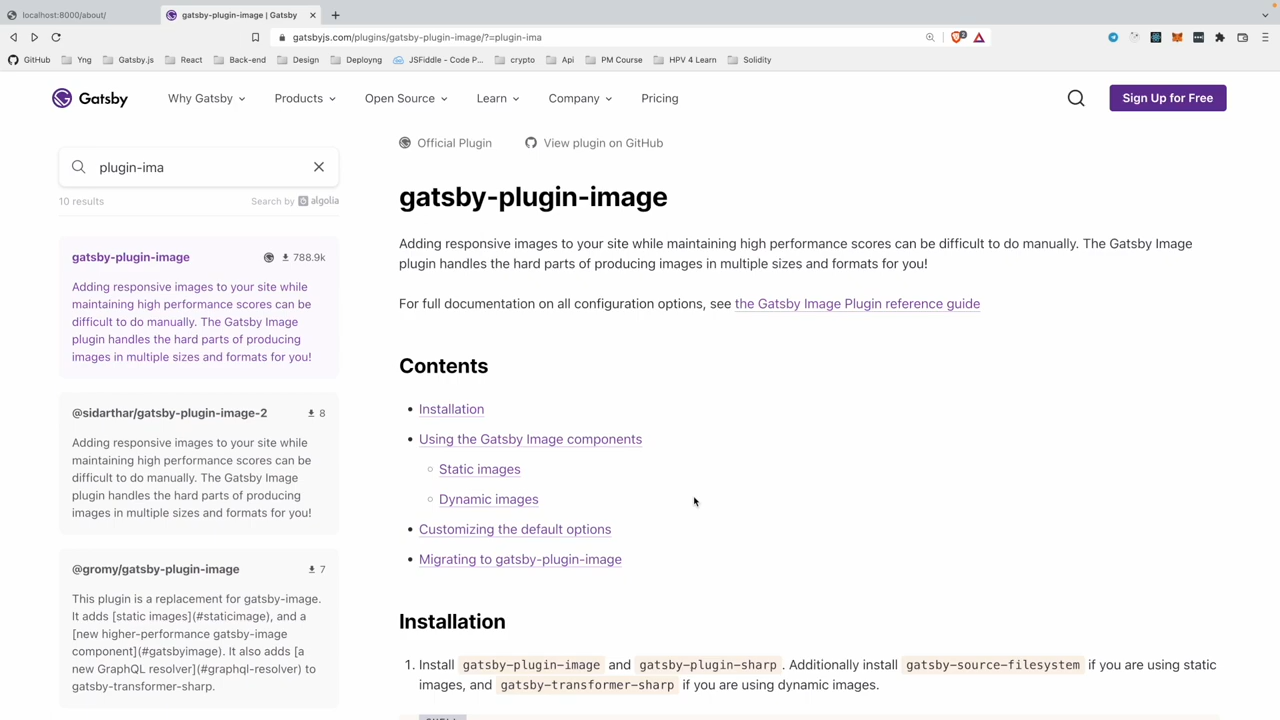 localhost:8000/about/
gatsby-plugin-image | Gatsby
gatsbyjs.com/plugins/gatsby-plugin-image/?=plugin-ima
GitHub Yng Gatsby.js React Back-end Design Deployng JSFiddle - Code P... crypto Api PM Course HPV 4 Learn Solidity
Gatsby Why Gatsby Products Open Source Learn Company Pricing Sign Up for Free
plugin-ima
10 results Search by algolia
gatsby-plugin-image 788.9k
Adding responsive images to your site while
maintaining high performance scores can be
difficult to do manually. The Gatsby Image
plugin handles the hard parts of producing
images in multiple sizes and formats for you!
@sidarthar/gatsby-plugin-image-2 8
Adding responsive images to your site while
maintaining high performance scores can be
difficult to do manually. The Gatsby Image
plugin handles the hard parts of producing
images in multiple sizes and formats for you!
@gromy/gatsby-plugin-image 7
This plugin is a replacement for gatsby-image.
It adds [static images](#staticimage), and a
[new higher-performance gatsby-image
component](#gatsbyimage). It also adds [a
new GraphQL resolver](#graphql-resolver) to
gatsby-transformer-sharp.
Official Plugin View plugin on GitHub
gatsby-plugin-image
Adding responsive images to your site while maintaining high performance scores can be difficult to do manually. The Gatsby Image
plugin handles the hard parts of producing images in multiple sizes and formats for you!
For full documentation on all configuration options, see the Gatsby Image Plugin reference guide
Contents
• Installation
• Using the Gatsby Image components
○ Static images
○ Dynamic images
• Customizing the default options
• Migrating to gatsby-plugin-image
Installation
1. Install gatsby-plugin-image and gatsby-plugin-sharp . Additionally install gatsby-source-filesystem if you are using static
images, and gatsby-transformer-sharp if you are using dynamic images.